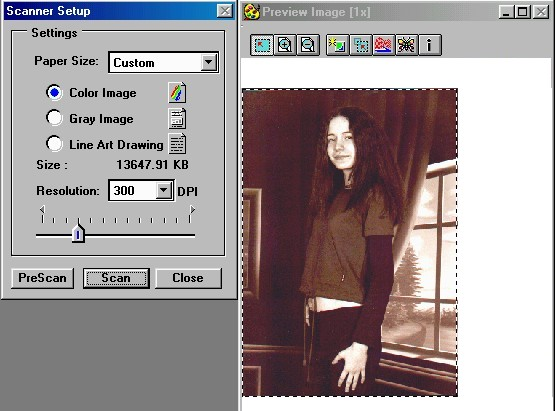 Scanner Setup
Settings
Paper Size: Custom
Color Image
Gray Image
Line Art Drawing
Size : 13647.91 KB
Resolution: 300 DPI
PreScan Scan Close
Preview Image [1x]